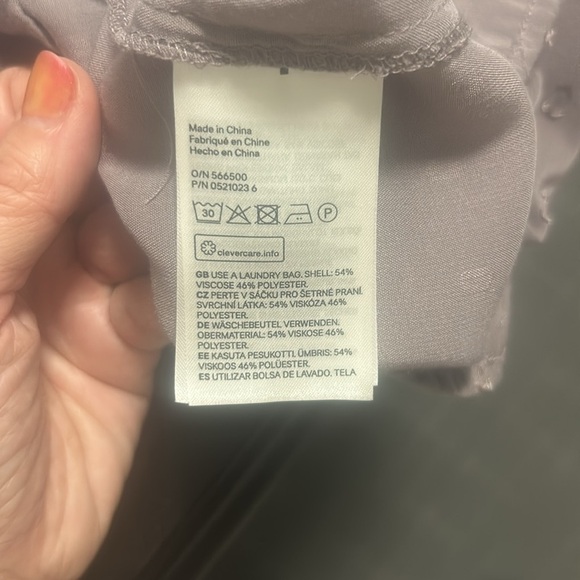 Made in China
Fabriqué en Chine
Hecho en China
O/N 566500
P/N 0521023 6
30
P
clevercare.info
GB USE A LAUNDRY BAG. SHELL: 54%
VISCOSE 46% POLYESTER.
CZ PERTE V SÁČKU PRO ŠETRNÉ PRANÍ.
SVRCHNÍ LÁTKA: 54% VISKÓZA 46%
POLYESTER.
DE WÄSCHEBEUTEL VERWENDEN.
OBERMATERIAL: 54% VISKOSE 46%
POLYESTER.
EE KASUTA PESUKOTTI. ÜMBRIS: 54%
VISKOOS 46% POLÜESTER.
ES UTILIZAR BOLSA DE LAVADO. TELA